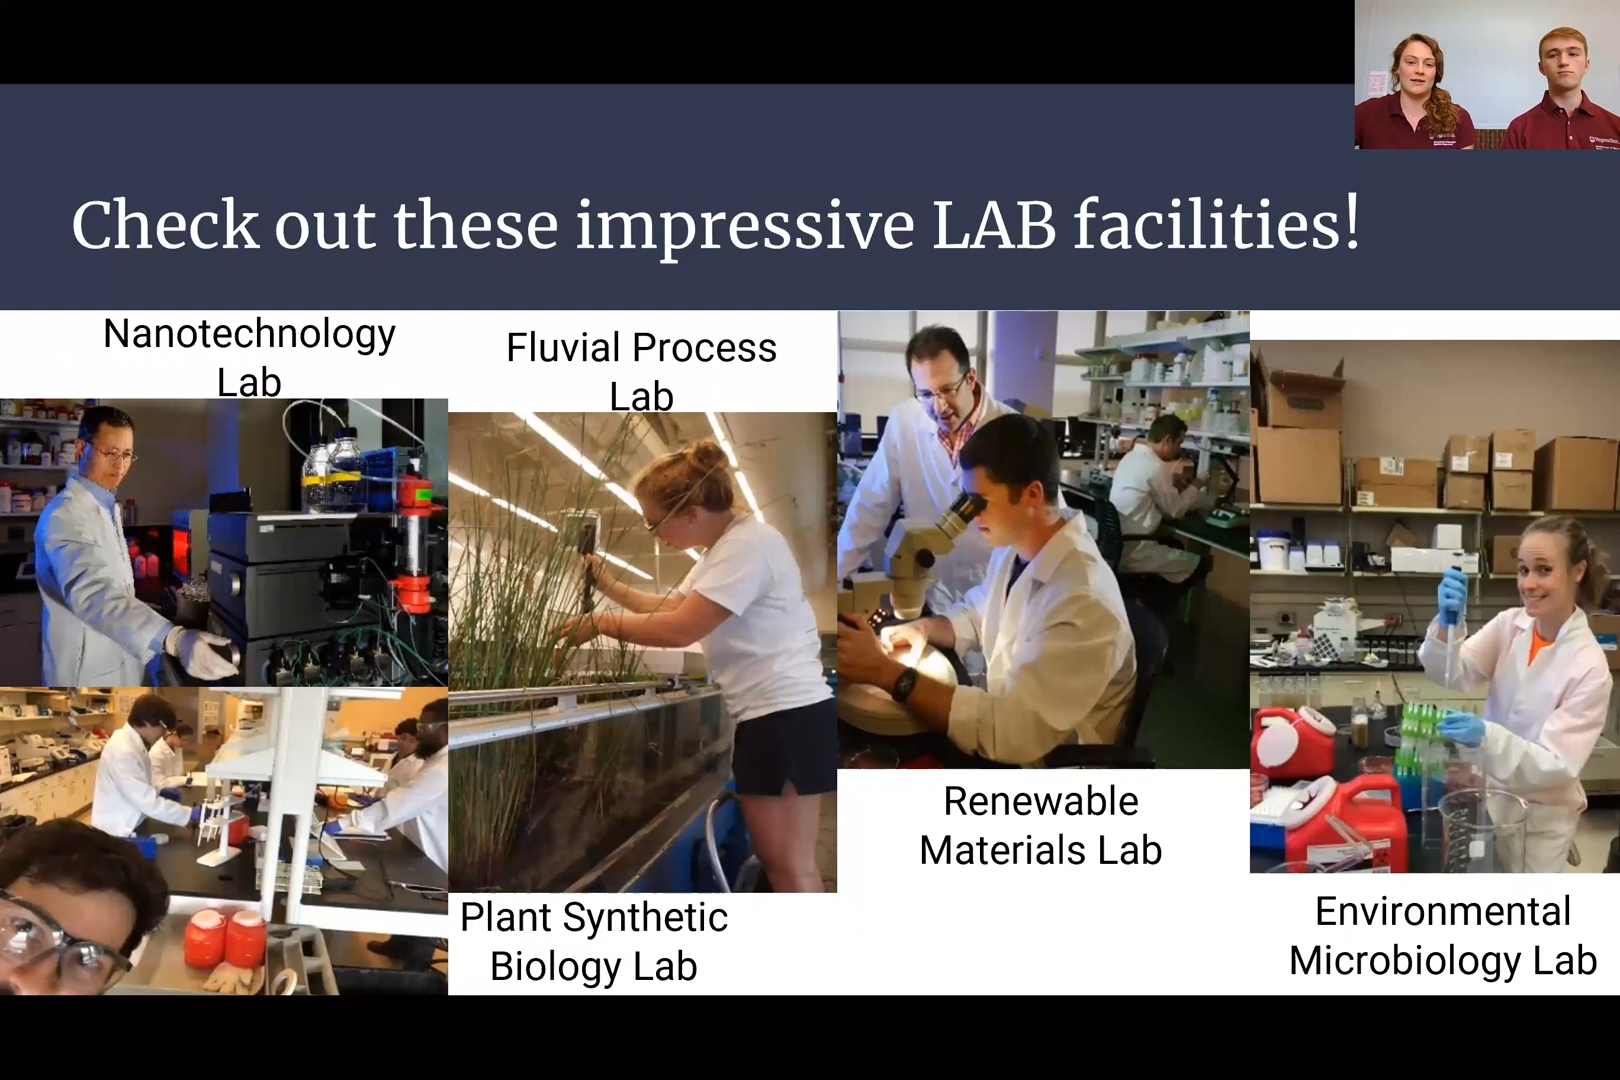 Check out these impressive LAB facilities!
Nanotechnology
Lab
Fluvial Process
Lab
Renewable
Materials Lab
Plant Synthetic
Biology Lab
Environmental
Microbiology Lab